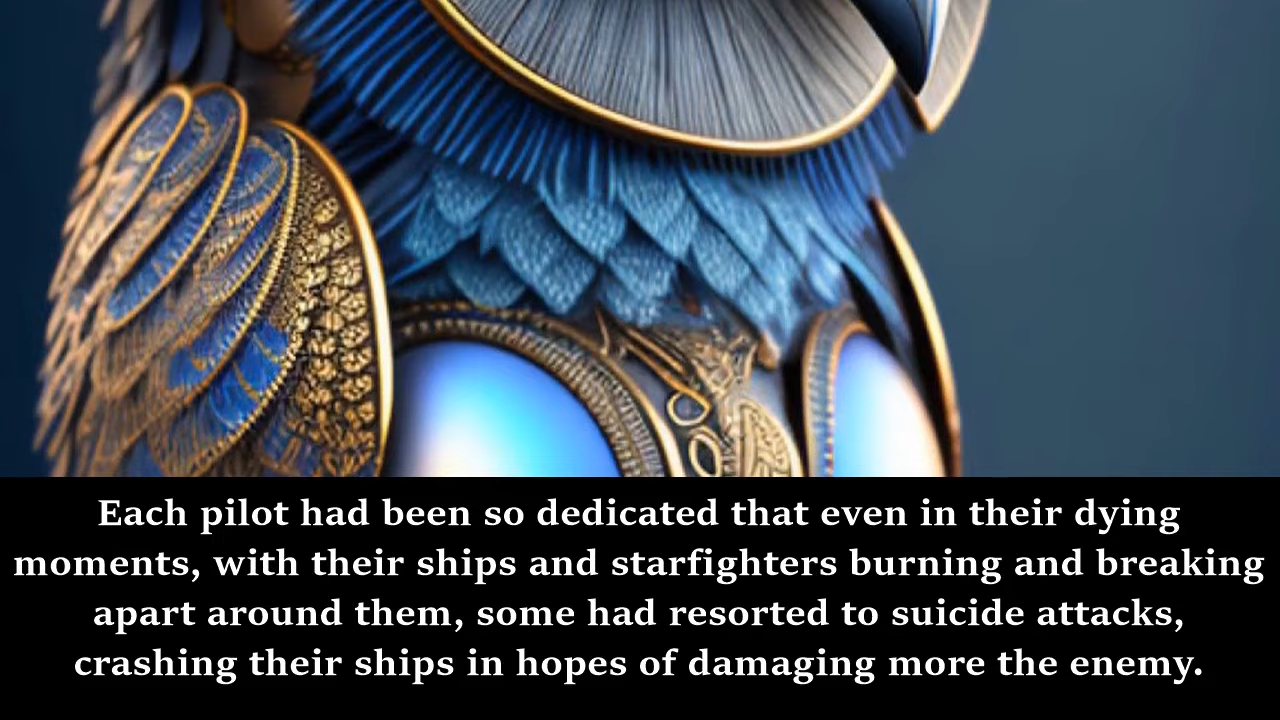 Each pilot had been so dedicated that even in their dying
moments, with their ships and starfighters burning and breaking
apart around them, some had resorted to suicide attacks,
crashing their ships in hopes of damaging more the enemy.